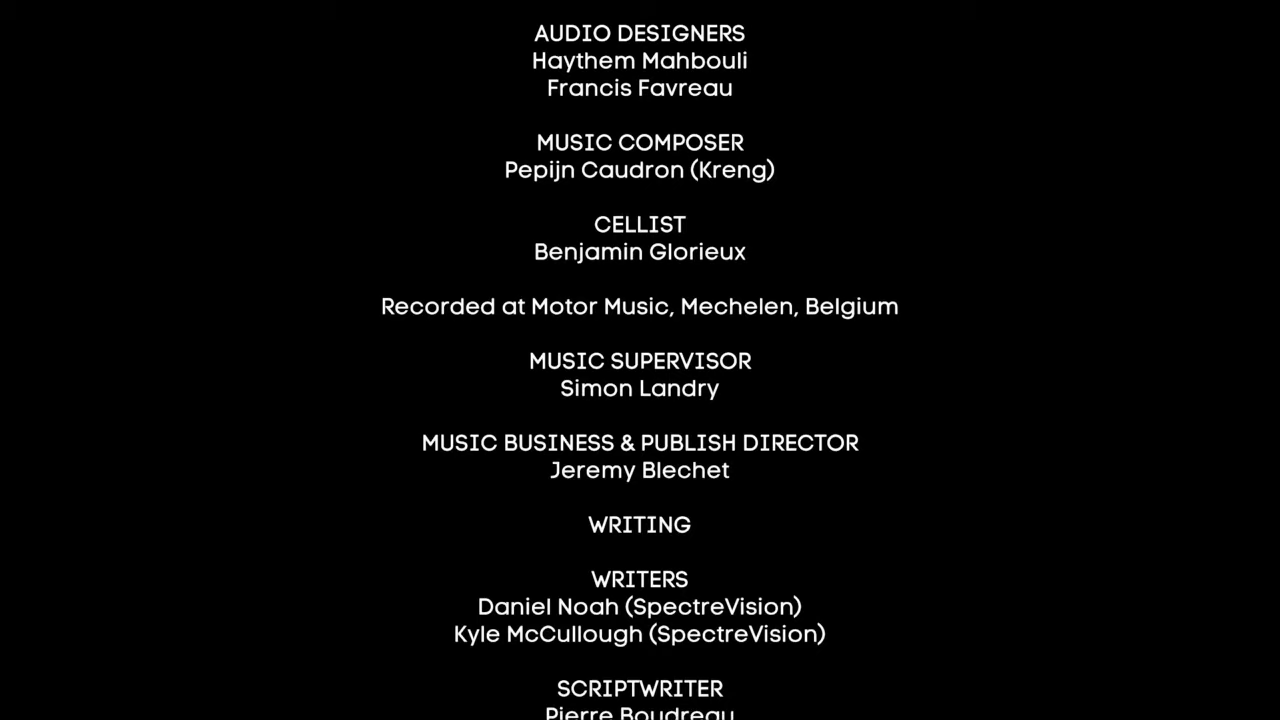 AUDIO DESIGNERS
Haythem Mahbouli
Francis Favreau
MUSIC COMPOSER
Pepijn Caudron (Kreng)
CELLIST
Benjamin Glorieux
Recorded at Motor Music, Mechelen, Belgium
MUSIC SUPERVISOR
Simon Landry
MUSIC BUSINESS & PUBLISH DIRECTOR
Jeremy Blechet
WRITING
WRITERS
Daniel Noah (SpectreVision)
Kyle McCullough (SpectreVision)
SCRIPTWRITER
Pierre Boudreau